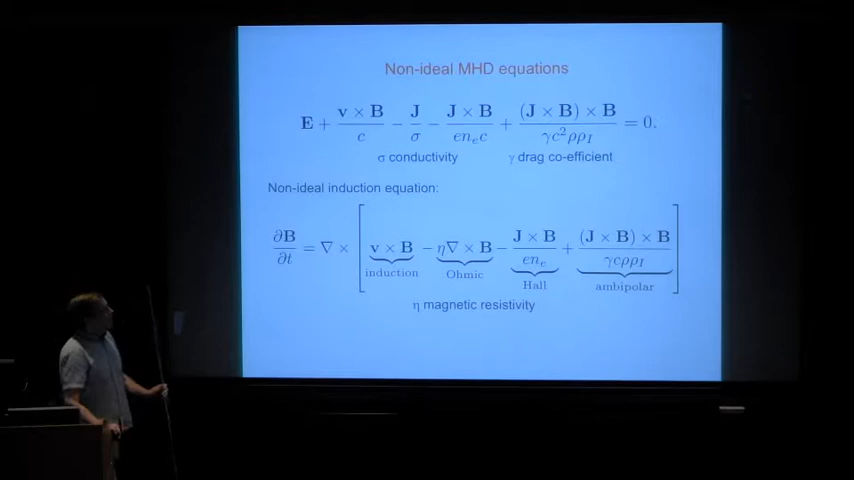 Non-ideal MHD equations
E + v × B / c − J / σ − J × B / en_e c + (J × B) × B / γc²ρρ_I = 0.
σ conductivity γ drag co-efficient
Non-ideal induction equation:
∂B / ∂t = ∇ × [ v × B − η∇ × B − J × B / en_e + (J × B) × B / γcρρ_I ]
induction Ohmic Hall ambipolar
η magnetic resistivity